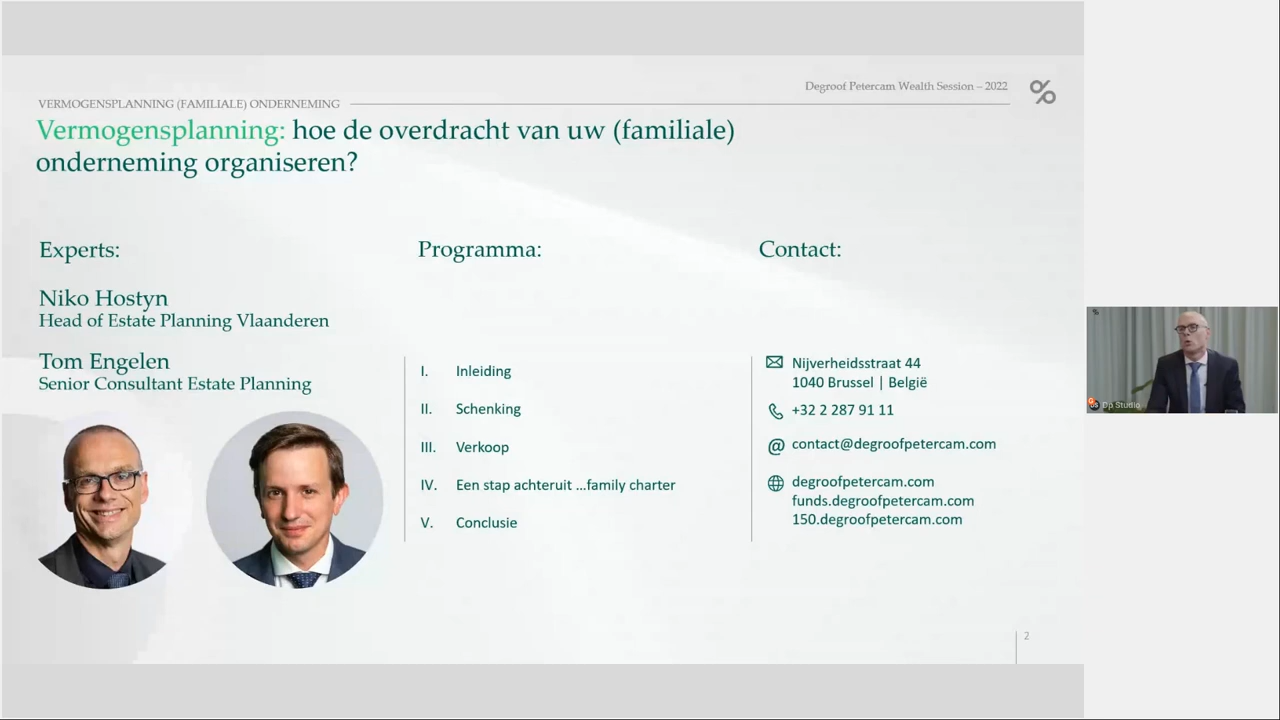 Degroof Petercam Wealth Session – 2022
VERMOGENSPLANNING (FAMILIALE) ONDERNEMING
Vermogensplanning: hoe de overdracht van uw (familiale)
onderneming organiseren?
Experts:
Niko Hostyn
Head of Estate Planning Vlaanderen
Tom Engelen
Senior Consultant Estate Planning
Programma:
I. Inleiding
II. Schenking
III. Verkoop
IV. Een stap achteruit ...family charter
V. Conclusie
Contact:
Nijverheidsstraat 44
1040 Brussel | België
+32 2 287 91 11
contact@degroofpetercam.com
degroofpetercam.com
funds.degroofpetercam.com
150.degroofpetercam.com
2
Dp Studio